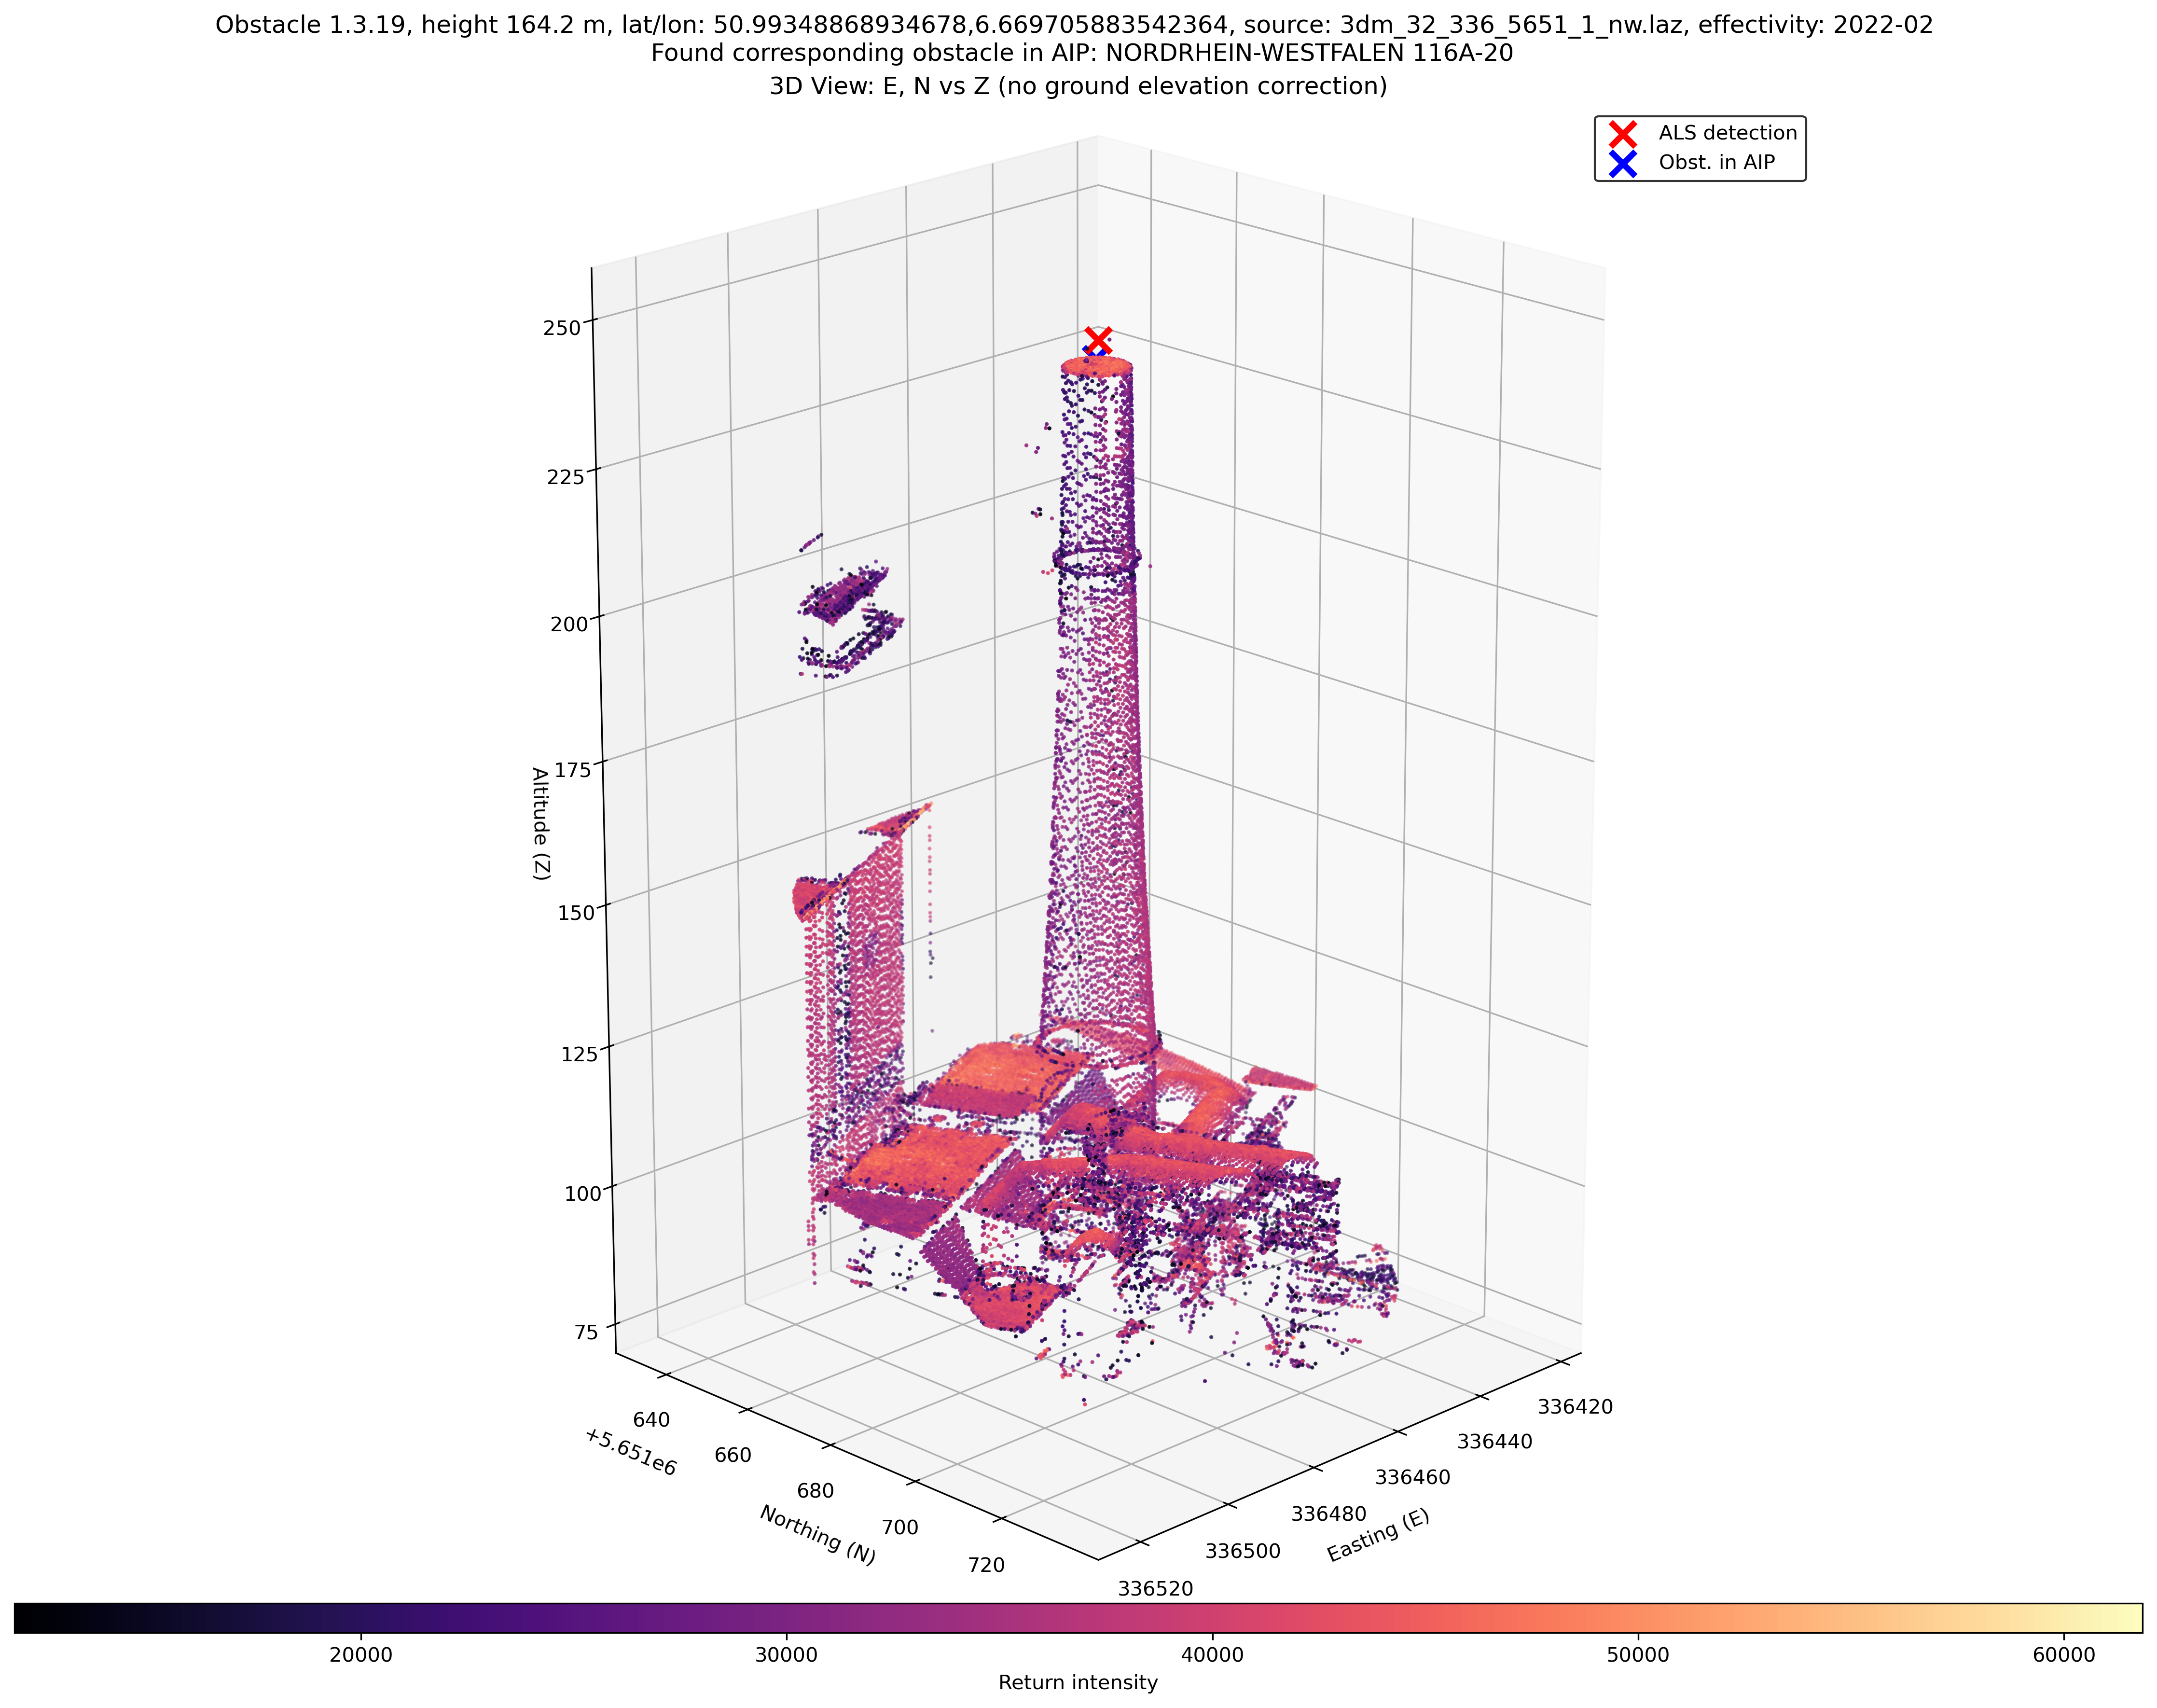 Obstacle 1.3.19, height 164.2 m, lat/lon: 50.99348868934678,6.669705883542364, source: 3dm_32_336_5651_1_nw.laz, effectivity: 2022-02
Found corresponding obstacle in AIP: NORDRHEIN-WESTFALEN 116A-20
3D View: E, N vs Z (no ground elevation correction)
ALS detection
Obst. in AIP
250
225
200
175
150
125
100
75
Altitude (Z)
640
660
680
700
720
+5.651e6
Northing (N)
336420
336440
336460
336480
336500
336520
Easting (E)
20000
30000
40000
50000
60000
Return intensity